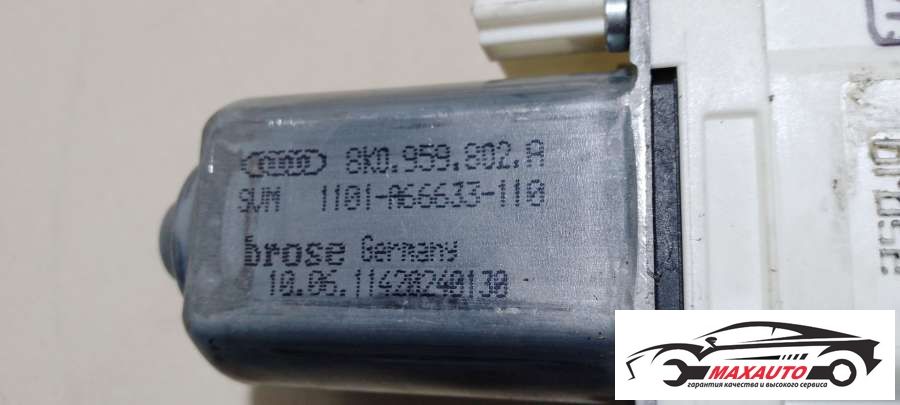 8K0.959.802.A
SVM 1101-A66633-110
brose Germany
10.06.11420240130
MAXAUTO
гарантия качества и высокого сервиса